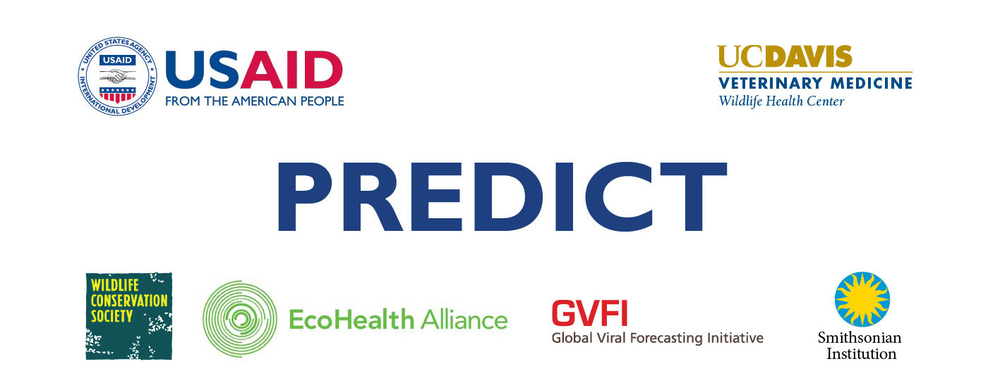 UNITED STATES AGENCY
USAID
INTERNATIONAL DEVELOPMENT
USAID
FROM THE AMERICAN PEOPLE
UCDAVIS
VETERINARY MEDICINE
Wildlife Health Center
PREDICT
WILDLIFE
CONSERVATION
SOCIETY
EcoHealth Alliance
GVFI
Global Viral Forecasting Initiative
Smithsonian
Institution